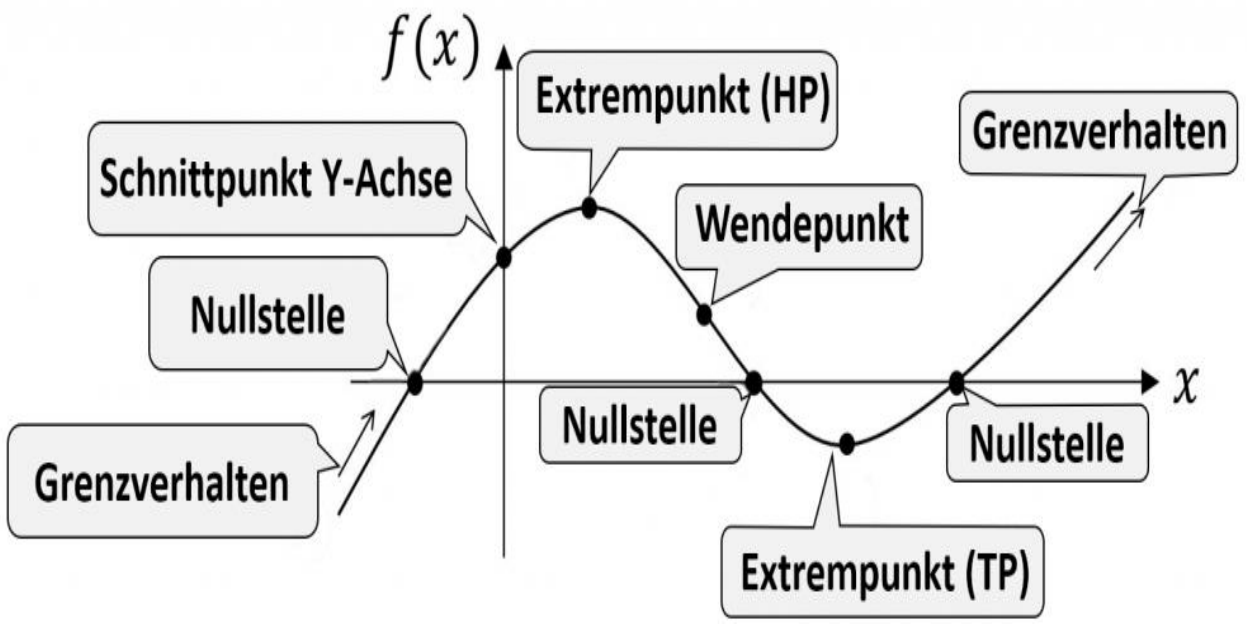 f(x)
Extrempunkt (HP)
Grenzverhalten
Schnittpunkt Y-Achse
Wendepunkt
Nullstelle
x
Nullstelle
Nullstelle
Grenzverhalten
Extrempunkt (TP)